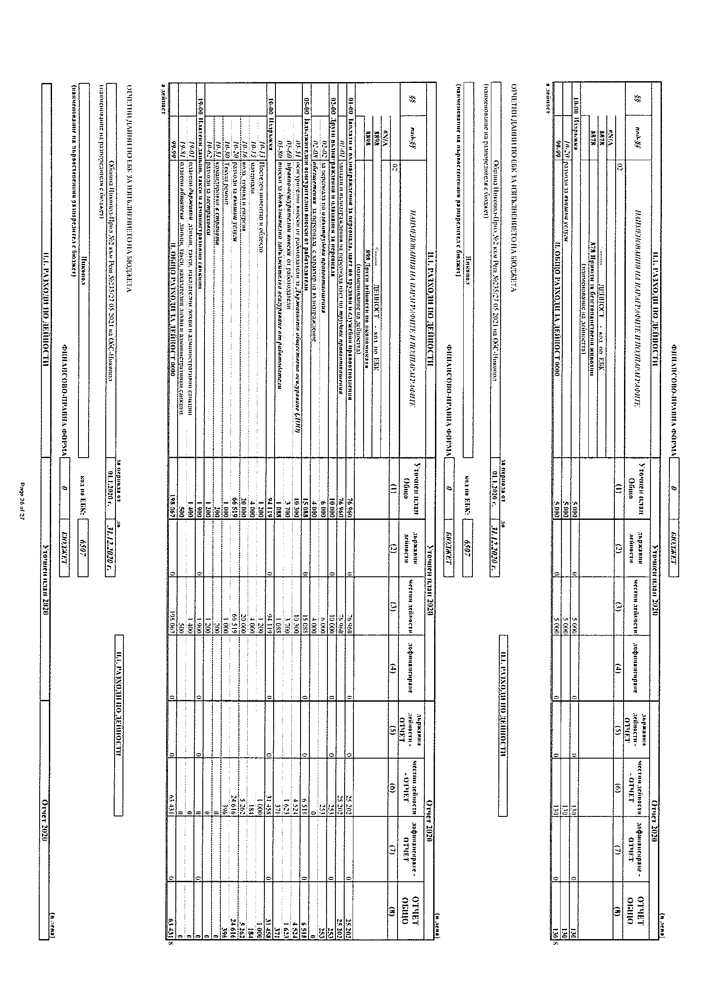 ФИНАНСОВО-ПРАВНА ФОРМА 0 БЮДЖЕТ
(в лева)
II.1. РАЗХОДИ ПО ДЕЙНОСТИ Уточнен план 2020 Отчет 2020
§§ под-§§ НАИМЕНОВАНИЯ НА ПАРАГРАФИТЕ И ПОДПАРАГРАФИТЕ Уточнен план Общо държавни дейности местни дейности дофинансиране държавни дейности - ОТЧЕТ местни дейности - ОТЧЕТ дофинансиране - ОТЧЕТ ОТЧЕТ ОБЩО
02 (1) (2) (3) (4) (5) (6) (7) (8)
#N/A
8878 <------ ДЕЙНОСТ - код по ЕБК
8878 878 Приюти за безстопанствени животни
(наименование на дейността)
10-00 Издръжка 5 000 0 5 000 0 0 130 0 130
10-20 разходи за външни услуги 5 000 5 000 130 130
99-99 II. ОБЩО РАЗХОДИ ЗА ДЕЙНОСТ 0000 5 000 0 5 000 0 0 130 0 130 8
а дейност
ОТЧЕТНИ ДАННИ ПО ЕБК ЗА ИЗПЪЛНЕНИЕТО НА БЮДЖЕТА
за периода от до II.1. РАЗХОДИ ПО ДЕЙНОСТИ
Община Никопол-Прил №2 към Реш №235/27 05 2021 на ОбС-Никопол 01.1.2020 г. 31.12.2020 г.
(наименование на разпоредителя с бюджет)
Никопол код по ЕБК: 6507
(наименование на първостепенния разпоредител с бюджет)
ФИНАНСОВО-ПРАВНА ФОРМА 0 БЮДЖЕТ
(в лева)
II.1. РАЗХОДИ ПО ДЕЙНОСТИ Уточнен план 2020 Отчет 2020
§§ под-§§ НАИМЕНОВАНИЯ НА ПАРАГРАФИТЕ И ПОДПАРАГРАФИТЕ Уточнен план Общо държавни дейности местни дейности дофинансиране държавни дейности - ОТЧЕТ местни дейности - ОТЧЕТ дофинансиране - ОТЧЕТ ОТЧЕТ ОБЩО
02 (1) (2) (3) (4) (5) (6) (7) (8)
#N/A
8898 <------ ДЕЙНОСТ - код по ЕБК
8898 898 Други дейности по икономиката
(наименование на дейността)
01-00 Заплати и възнаграждения за персонала, нает по трудови и служебни правоотношения 76 960 0 76 960 0 0 25 202 0 25 202
01-01 заплати и възнаграждения на персонала нает по трудови правоотношения 76 960 76 960 25 202 25 202
02-00 Други възнаграждения и плащания за персонала 10 000 0 10 000 0 0 253 0 253
02-02 за персонала по извънтрудови правоотношения 6 000 6 000 253 253
02-08 обезщетения за персонала, с характер на възнаграждение 4 000 4 000 0 0
05-00 Задължителни осигурителни вноски от работодатели 15 088 0 15 088 0 0 6 518 0 6 518
05-51 осигурителни вноски от работодатели за Държавното обществено осигуряване (ДОО) 10 300 10 300 4 524 4 524
05-60 здравно-осигурителни вноски от работодатели 3 700 3 700 1 623 1 623
05-80 вноски за допълнително задължително осигуряване от работодатели 1 088 1 088 371 371
10-00 Издръжка 94 119 0 94 119 0 0 31 458 0 31 458
10-13 Постелен инвентар и облекло 1 200 1 200 1 000 1 000
10-15 материали 4 000 4 000 184 184
10-16 вода, горива и енергия 20 000 20 000 5 262 5 262
10-20 разходи за външни услуги 66 519 66 519 24 616 24 616
10-30 Текущ ремонт 1 000 1 000 396 396
10-51 командировки в страната 200 200 0 0
10-62 разходи за застраховки 1 200 1 200 0 0
19-00 Платени данъци, такси и административни санкции 1 900 0 1 900 0 0 0 0
19-01 платени държавни данъци, такси, наказателни лихви и административни санкции 1 400 1 400 0 0
19-81 платени общински данъци, такси, наказателни лихви и административни санкции 500 500 0 0
99-99 II. ОБЩО РАЗХОДИ ЗА ДЕЙНОСТ 0000 198 067 0 198 067 0 0 63 431 0 63 431 8
а дейност
ОТЧЕТНИ ДАННИ ПО ЕБК ЗА ИЗПЪЛНЕНИЕТО НА БЮДЖЕТА
за периода от до II.1. РАЗХОДИ ПО ДЕЙНОСТИ
Община Никопол-Прил №2 към Реш №235/27 05 2021 на ОбС-Никопол 01.1.2020 г. 31.12.2020 г.
(наименование на разпоредителя с бюджет)
Никопол код по ЕБК: 6507
(наименование на първостепенния разпоредител с бюджет)
ФИНАНСОВО-ПРАВНА ФОРМА 0 БЮДЖЕТ
(в лева)
II.1. РАЗХОДИ ПО ДЕЙНОСТИ Уточнен план 2020 Отчет 2020
Page 26 of 27